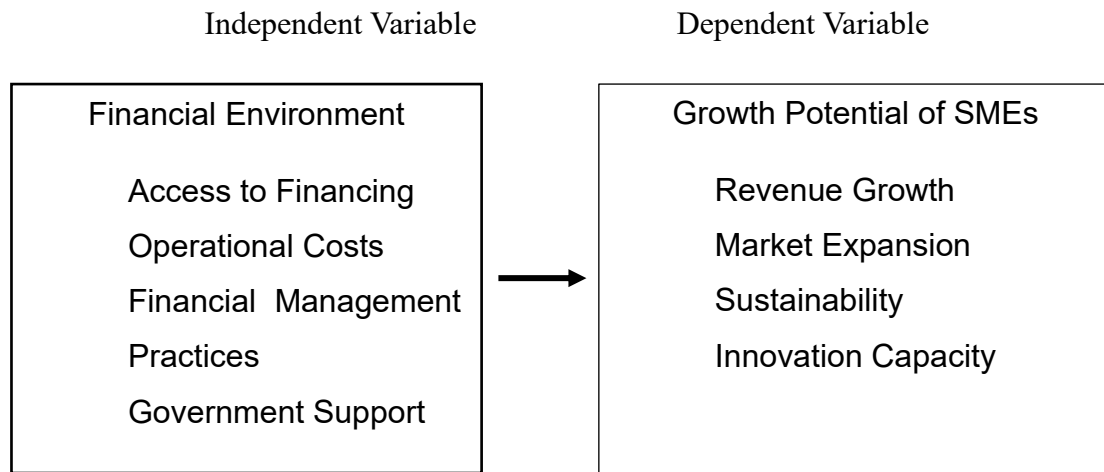 Independent Variable
Dependent Variable
Financial Environment
Access to Financing
Operational Costs
Financial Management
Practices
Government Support
Growth Potential of SMEs
Revenue Growth
Market Expansion
Sustainability
Innovation Capacity